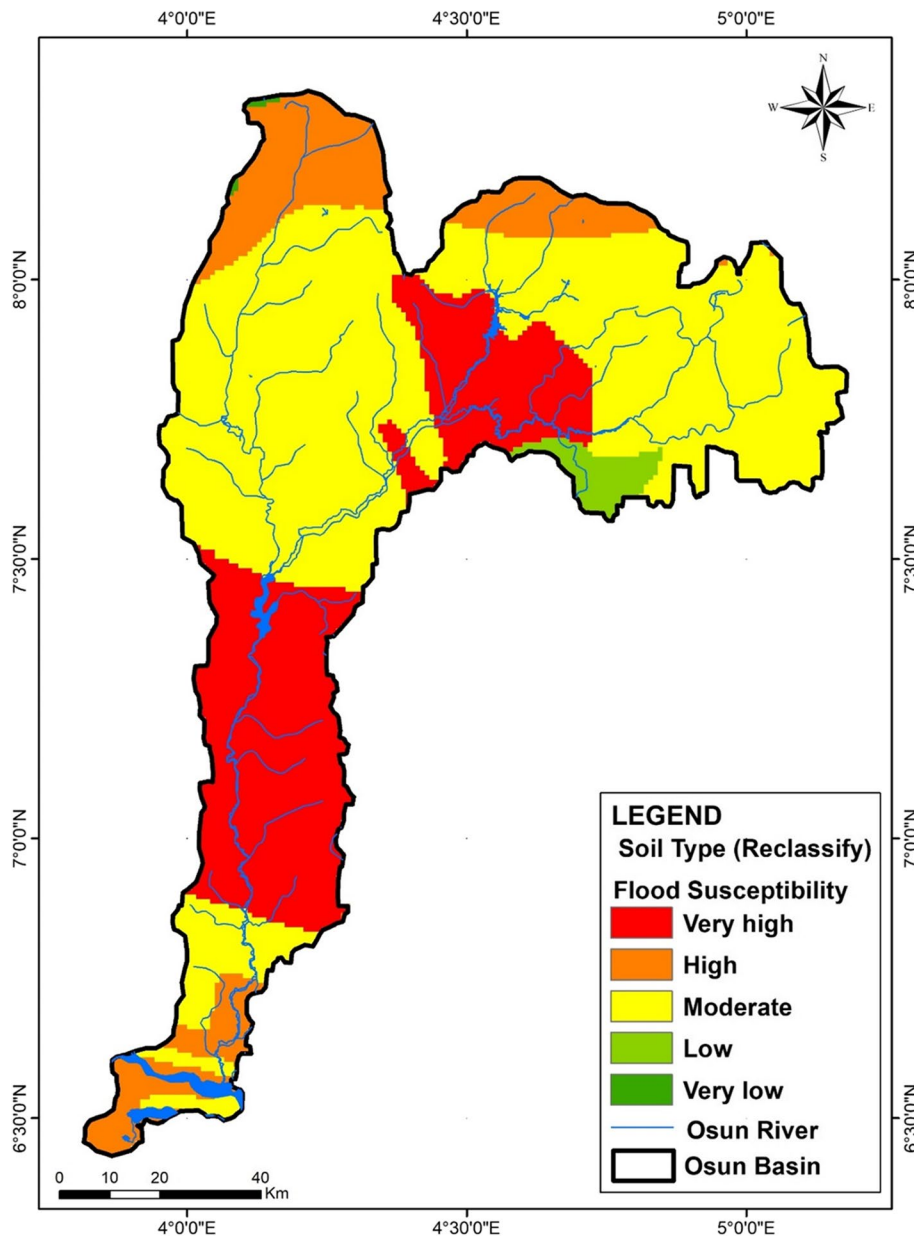 4°0'0"E 4°30'0"E 5°0'0"E
N
W E
S
8°0'0"N 8°0'0"N
7°30'0"N 7°30'0"N
7°0'0"N 7°0'0"N
6°30'0"N 6°30'0"N
LEGEND
Soil Type (Reclassify)
Flood Susceptibility
Very high
High
Moderate
Low
Very low
Osun River
Osun Basin
0 10 20 40
Km
4°0'0"E 4°30'0"E 5°0'0"E